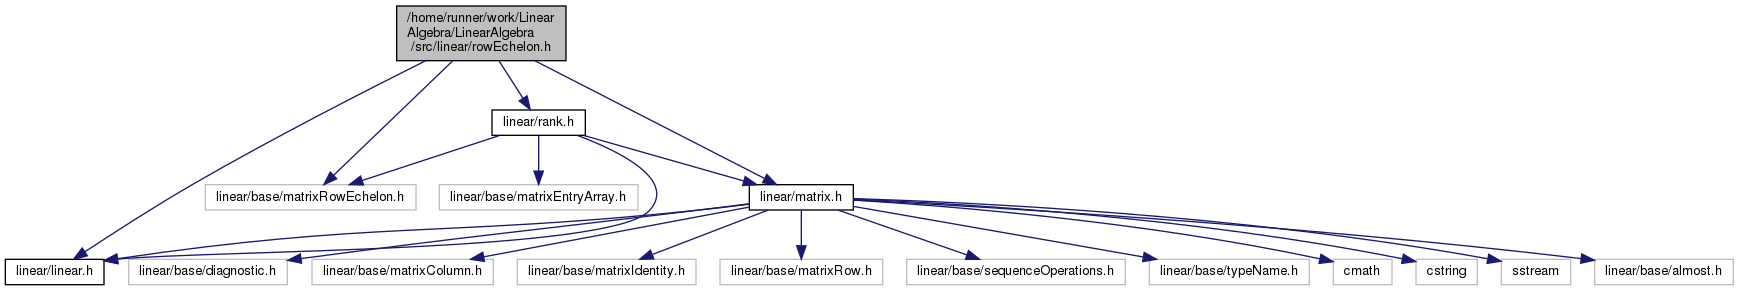 /home/runner/work/Linear
Algebra/LinearAlgebra
/src/linear/rowEchelon.h
linear/rank.h
linear/base/matrixRowEchelon.h
linear/base/matrixEntryArray.h
linear/matrix.h
linear/linear.h
linear/base/diagnostic.h
linear/base/matrixColumn.h
linear/base/matrixIdentity.h
linear/base/matrixRow.h
linear/base/sequenceOperations.h
linear/base/typeName.h
cmath
cstring
sstream
linear/base/almost.h